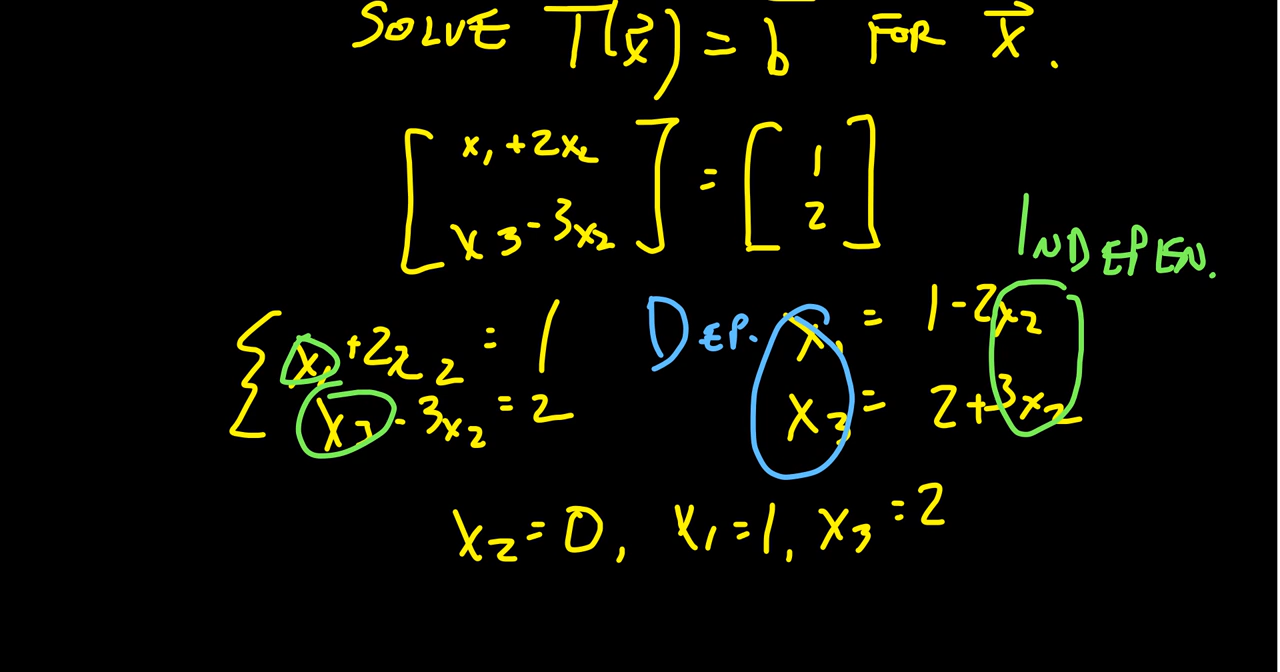 SOLVE T(x) = b FOR x.
[ x₁ + 2x₂ ] = [ 1 ]
[ x₃ - 3x₂ ] [ 2 ]
INDEPEN.
{ x₁ + 2x₂ = 1 DEP. x₁ = 1 - 2x₂
x₃ - 3x₂ = 2 x₃ = 2 + 3x₂
x₂ = 0, x₁ = 1, x₃ = 2